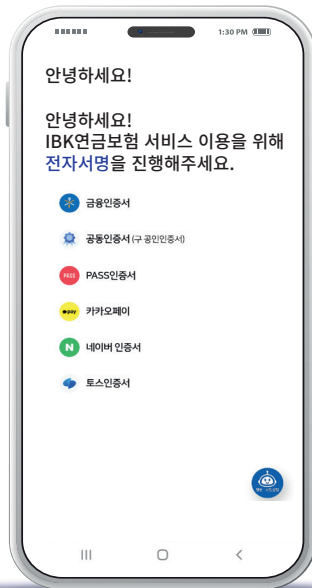 1:30 PM
안녕하세요!
안녕하세요!
IBK연금보험 서비스 이용을 위해
전자서명을 진행해주세요.
금융인증서
공동인증서 (구 공인인증서)
PASS PASS인증서
pay 카카오페이
N 네이버 인증서
토스인증서